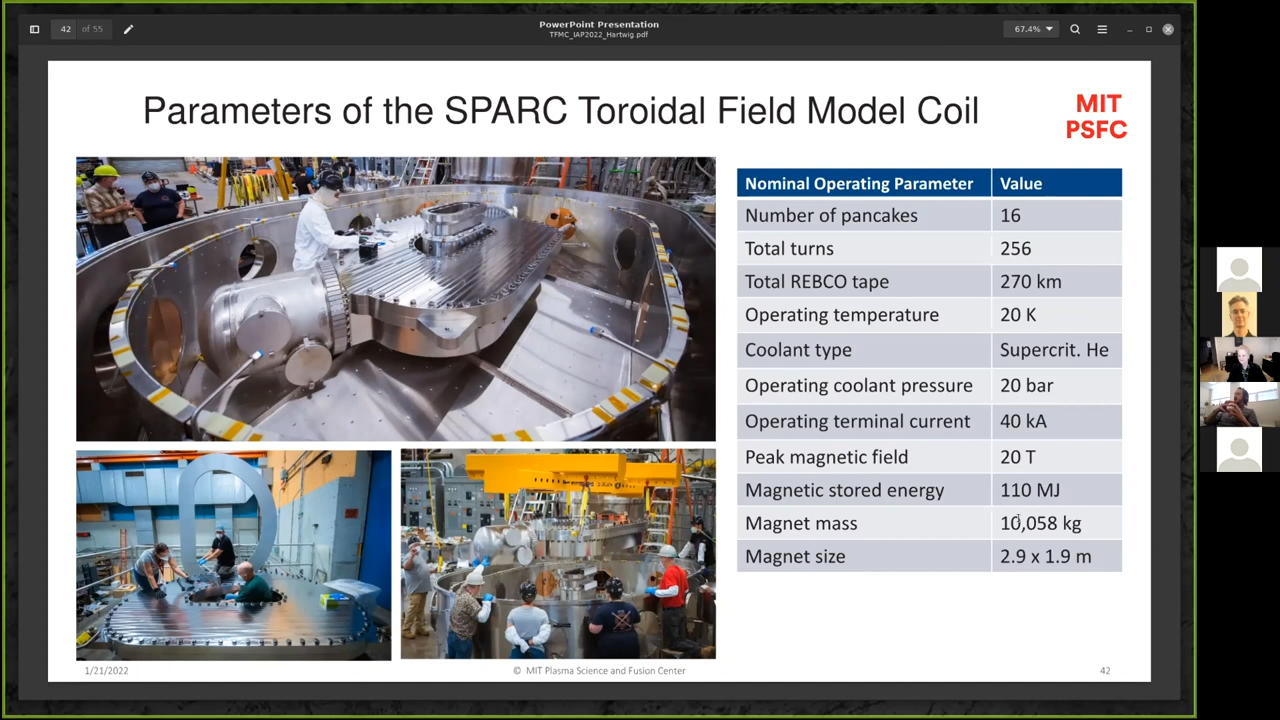 42 of 55
PowerPoint Presentation
TFMC_IAP2022_Hartwig.pdf
67.4%
Parameters of the SPARC Toroidal Field Model Coil
MIT
PSFC
Nominal Operating Parameter Value
Number of pancakes 16
Total turns 256
Total REBCO tape 270 km
Operating temperature 20 K
Coolant type Supercrit. He
Operating coolant pressure 20 bar
Operating terminal current 40 kA
Peak magnetic field 20 T
Magnetic stored energy 110 MJ
Magnet mass 10,058 kg
Magnet size 2.9 x 1.9 m
1/21/2022 © MIT Plasma Science and Fusion Center 42